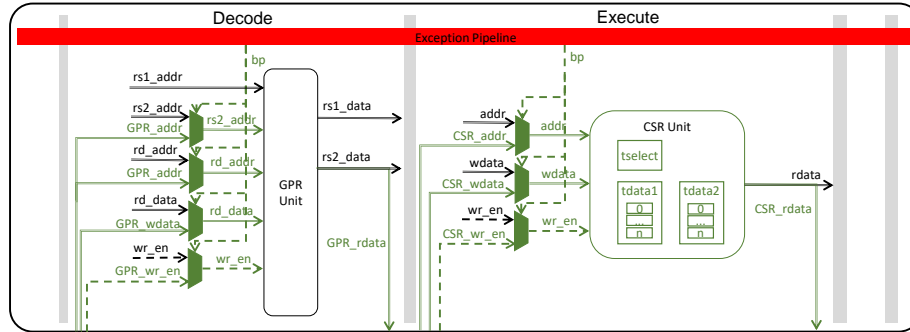 Decode
Execute
Exception Pipeline
bp
rs1_addr
rs2_addr
GPR_addr
rs2_addr
rd_addr
GPR_addr
rd_addr
rd_data
GPR_wdata
rd_data
wr_en
GPR_wr_en
wr_en
GPR
Unit
rs1_data
rs2_data
GPR_rdata
bp
addr
CSR_addr
addr
wdata
CSR_wdata
wdata
wr_en
CSR_wr_en
wr_en
CSR Unit
tselect
tdata1
0
...
n
tdata2
0
...
n
rdata
CSR_rdata